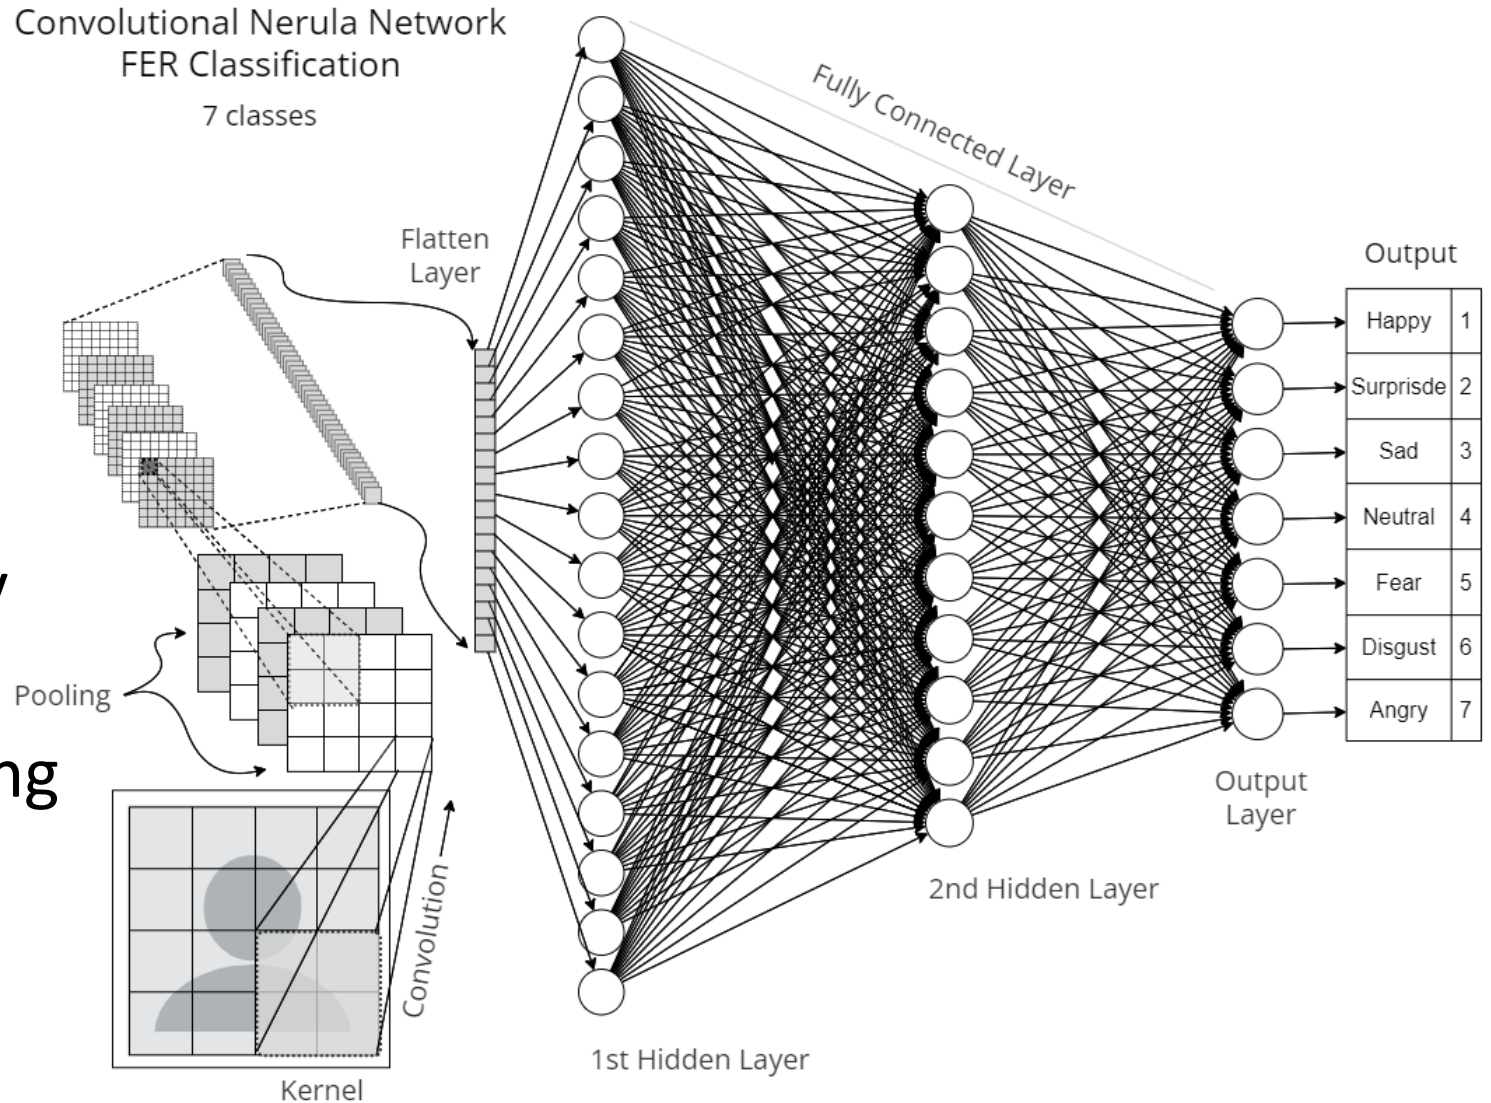 Convolutional Nerula Network
FER Classification
7 classes
Fully Connected Layer
Flatten
Layer
Output
Happy 1
Surprisde 2
Sad 3
Neutral 4
Fear 5
Disgust 6
Angry 7
y
Pooling
ng
Output
Layer
2nd Hidden Layer
Convolution
1st Hidden Layer
Kernel